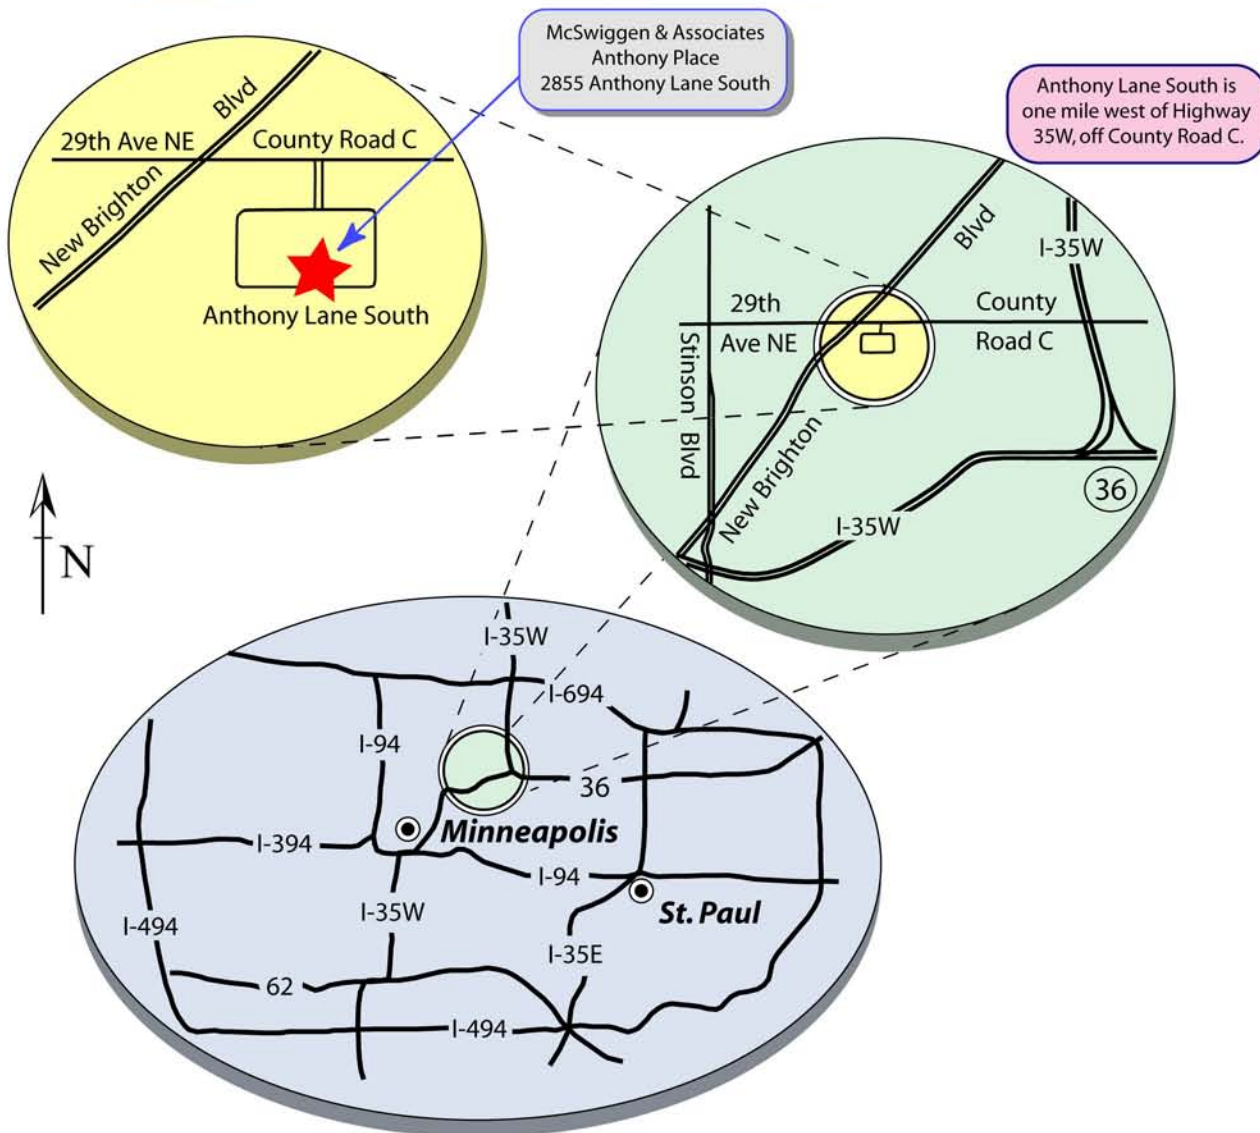 McSwiggen & Associates
Anthony Place
2855 Anthony Lane South
Anthony Lane South is
one mile west of Highway
35W, off County Road C.
Blvd
29th Ave NE
County Road C
New Brighton
Anthony Lane South
Blvd
I-35W
29th
County
Ave NE
Road C
Stinson Blvd
New Brighton
36
I-35W
N
I-35W
I-694
I-94
36
Minneapolis
I-394
I-94
I-35W
St. Paul
I-494
I-35E
62
I-494